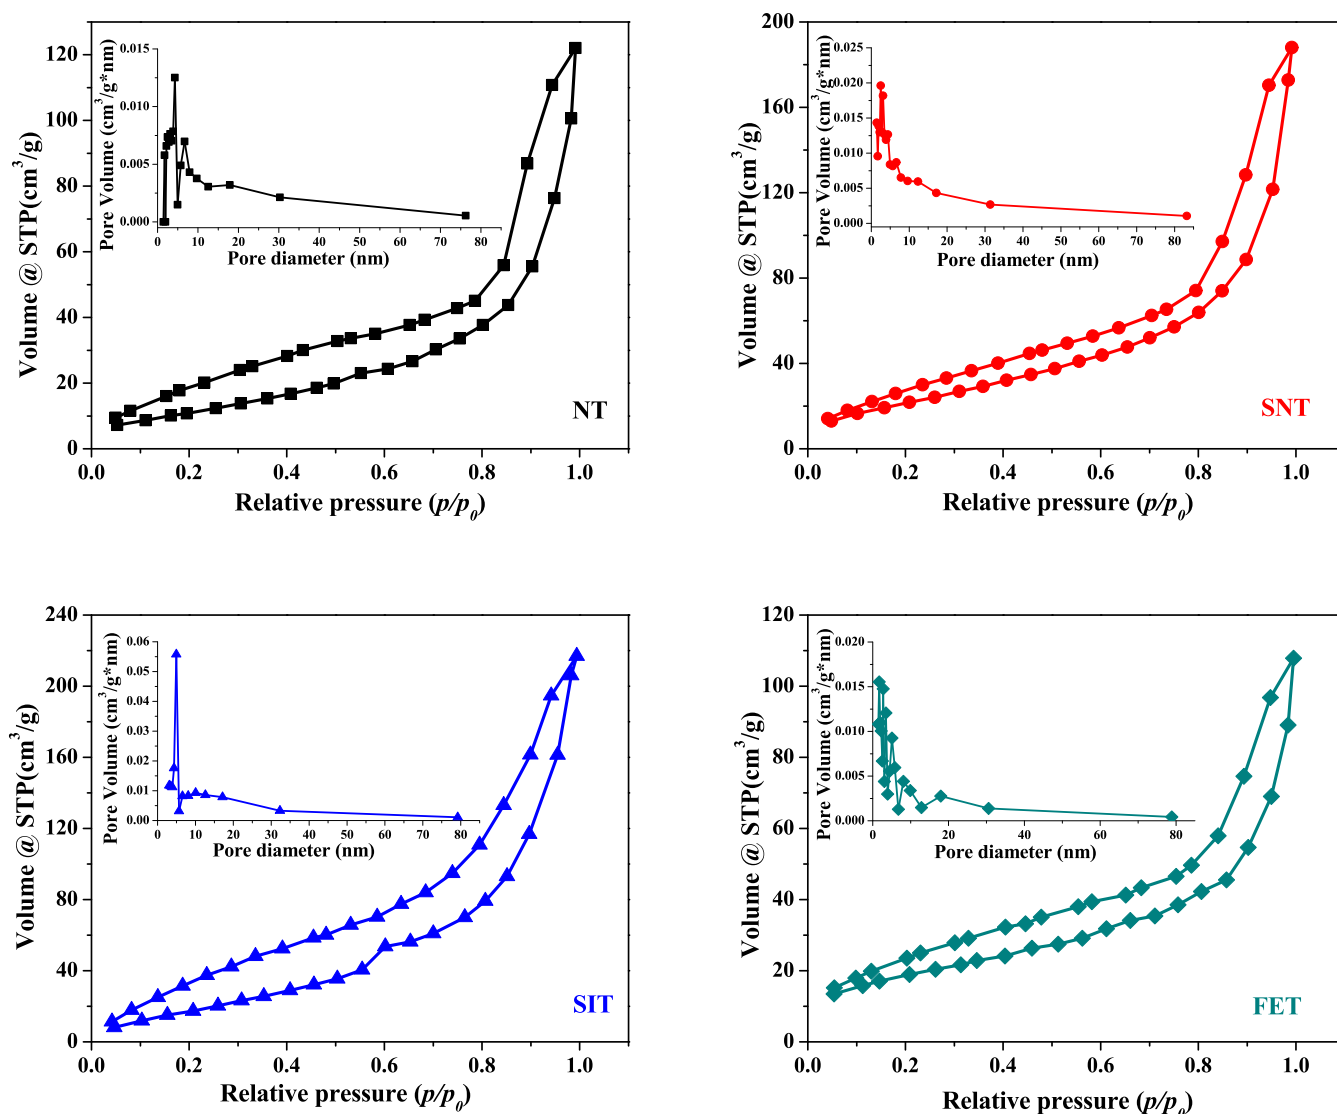 Volume @ STP(cm³/g)
120
100
80
60
40
20
0
0.0 0.2 0.4 0.6 0.8 1.0
Relative pressure (p/p₀)
NT
Pore Volume (cm³/g*nm)
0.015
0.010
0.005
0.000
0 10 20 30 40 50 60 70 80
Pore diameter (nm)
Volume @ STP(cm³/g)
200
160
120
80
40
0
0.0 0.2 0.4 0.6 0.8 1.0
Relative pressure (p/p₀)
SNT
Pore Volume (cm³/g*nm)
0.025
0.020
0.015
0.010
0.005
0.000
0 10 20 30 40 50 60 70 80
Pore diameter (nm)
Volume @ STP(cm³/g)
240
200
160
120
80
40
0
0.0 0.2 0.4 0.6 0.8 1.0
Relative pressure (p/p₀)
SIT
Pore Volume (cm³/g*nm)
0.06
0.05
0.04
0.03
0.02
0.01
0.00
0 10 20 30 40 50 60 70 80
Pore diameter (nm)
Volume @ STP(cm³/g)
120
100
80
60
40
20
0
0.0 0.2 0.4 0.6 0.8 1.0
Relative pressure (p/p₀)
FET
Pore Volume (cm³/g*nm)
0.020
0.015
0.010
0.005
0.000
0 20 40 60 80
Pore diameter (nm)